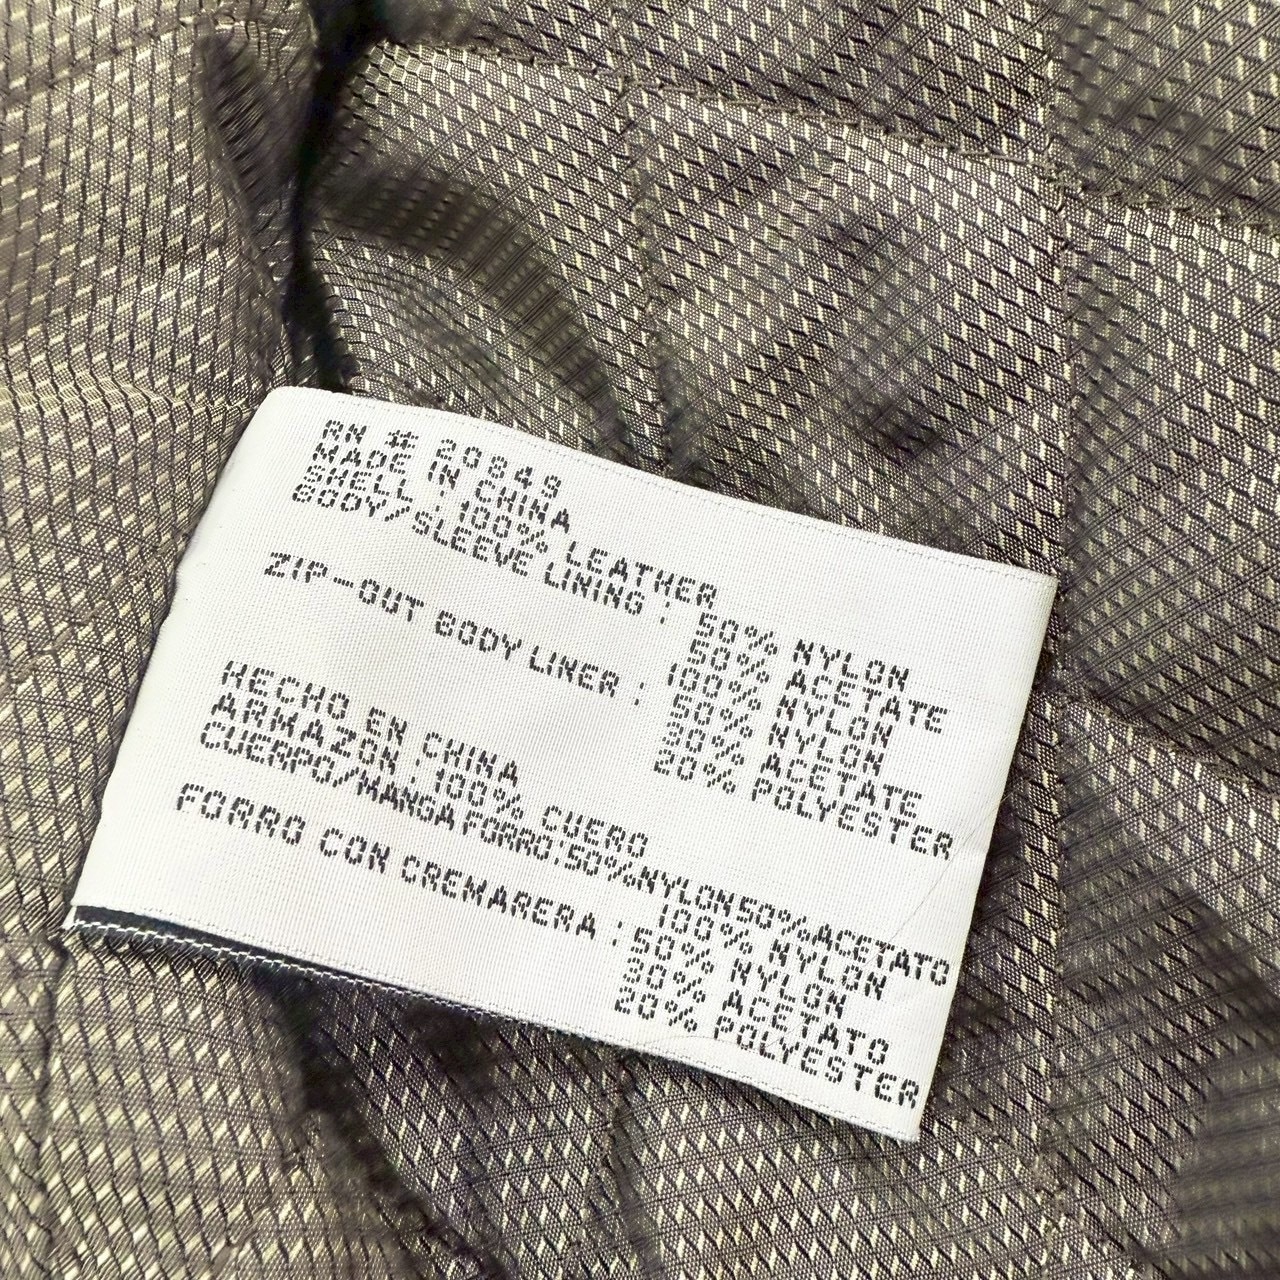 RN # 20849
MADE IN CHINA
SHELL : 100% LEATHER
BODY/SLEEVE LINING : 50% NYLON
50% ACETATE
ZIP-OUT BODY LINER : 100% NYLON
50% NYLON
30% ACETATE
20% POLYESTER
HECHO EN CHINA
ARMAZON : 100% CUERO
CUERPO/MANGA FORRO:50%NYLON50%ACETATO
FORRO CON CREMARERA : 100% NYLON
50% NYLON
30% ACETATO
20% POLYESTER